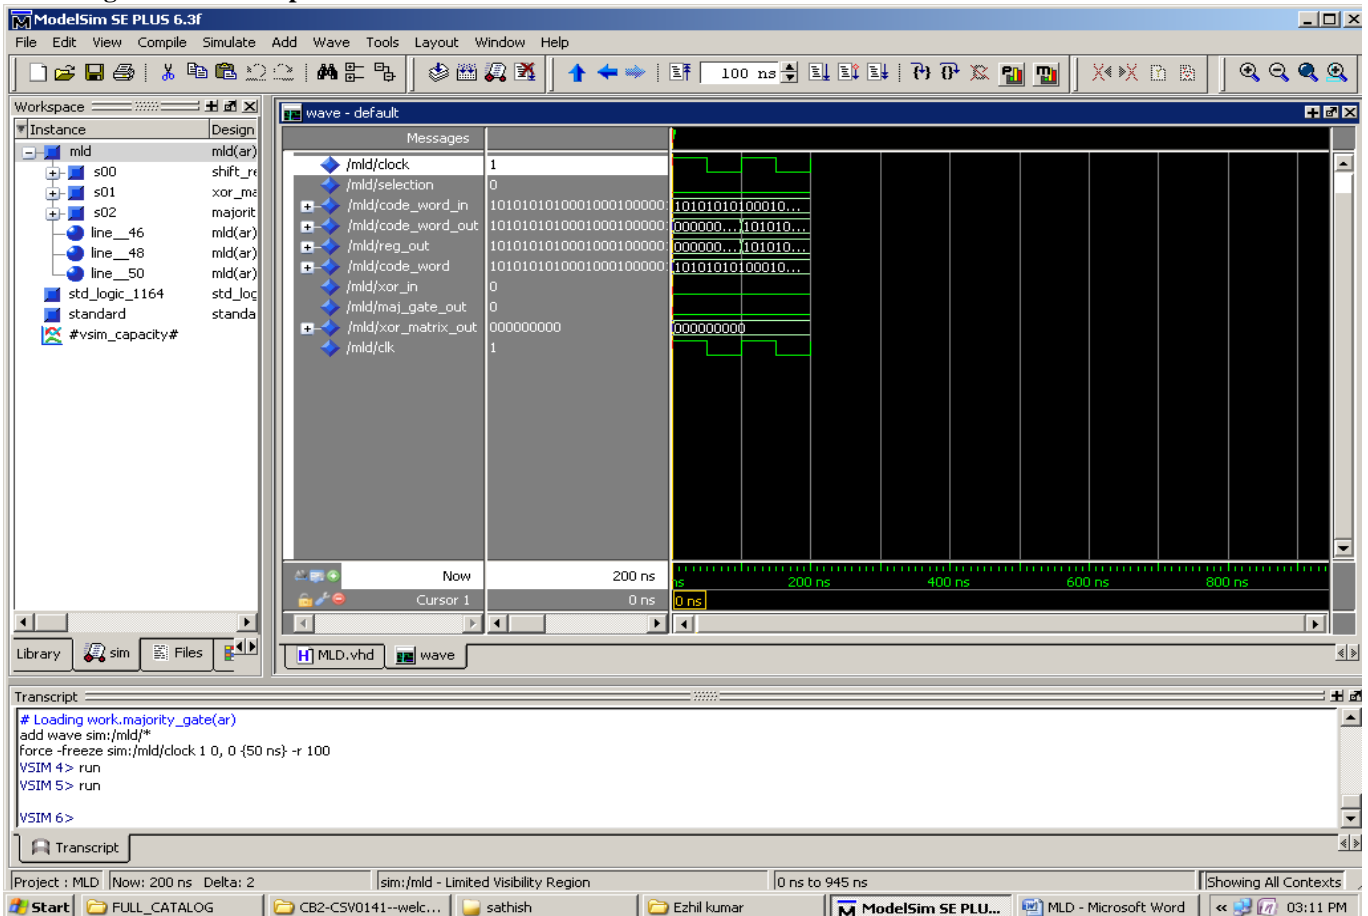 ModelSim SE PLUS 6.3f
File Edit View Compile Simulate Add Wave Tools Layout Window Help
100 ns
Workspace
wave - default
Instance Design
Messages
mld mld(ar)
s00 shift_re
s01 xor_ma
s02 majorit
line__46 mld(ar)
line__48 mld(ar)
line__50 mld(ar)
std_logic_1164 std_log
standard standa
#vsim_capacity#
/mld/clock 1
/mld/selection 0
/mld/code_word_in 1010101010001000100000 10101010100010...
/mld/code_word_out 1010101010001000100000 000000... 101010...
/mld/reg_out 1010101010001000100000 000000... 101010...
/mld/code_word 1010101010001000100000 10101010100010...
/mld/xor_in 0
/mld/maj_gate_out 0
/mld/xor_matrix_out 000000000 000000000
/mld/clk 1
Now 200 ns
ns 200 ns 400 ns 600 ns 800 ns
Cursor 1 0 ns 0 ns
Library sim Files
MLD.vhd wave
Transcript
# Loading work.majority_gate(ar)
add wave sim:/mld/*
force -freeze sim:/mld/clock 1 0, 0 {50 ns} -r 100
VSIM 4> run
VSIM 5> run
VSIM 6>
Transcript
Project : MLD Now: 200 ns Delta: 2 sim:/mld - Limited Visibility Region 0 ns to 945 ns Showing All Contexts
Start FULL_CATALOG CB2-CSV0141--welc... sathish Ezhil kumar ModelSim SE PLU... MLD - Microsoft Word 03:11 PM